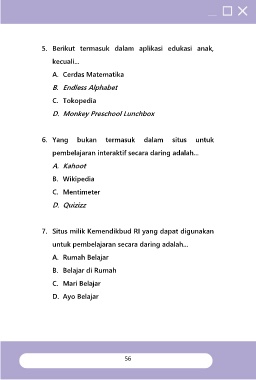 5. Berikut termasuk dalam aplikasi edukasi anak,
kecuali...
A. Cerdas Matematika
B. Endless Alphabet
C. Tokopedia
D. Monkey Preschool Lunchbox
6. Yang bukan termasuk dalam situs untuk
pembelajaran interaktif secara daring adalah...
A. Kahoot
B. Wikipedia
C. Mentimeter
D. Quizizz
7. Situs milik Kemendikbud RI yang dapat digunakan
untuk pembelajaran secara daring adalah...
A. Rumah Belajar
B. Belajar di Rumah
C. Mari Belajar
D. Ayo Belajar
56